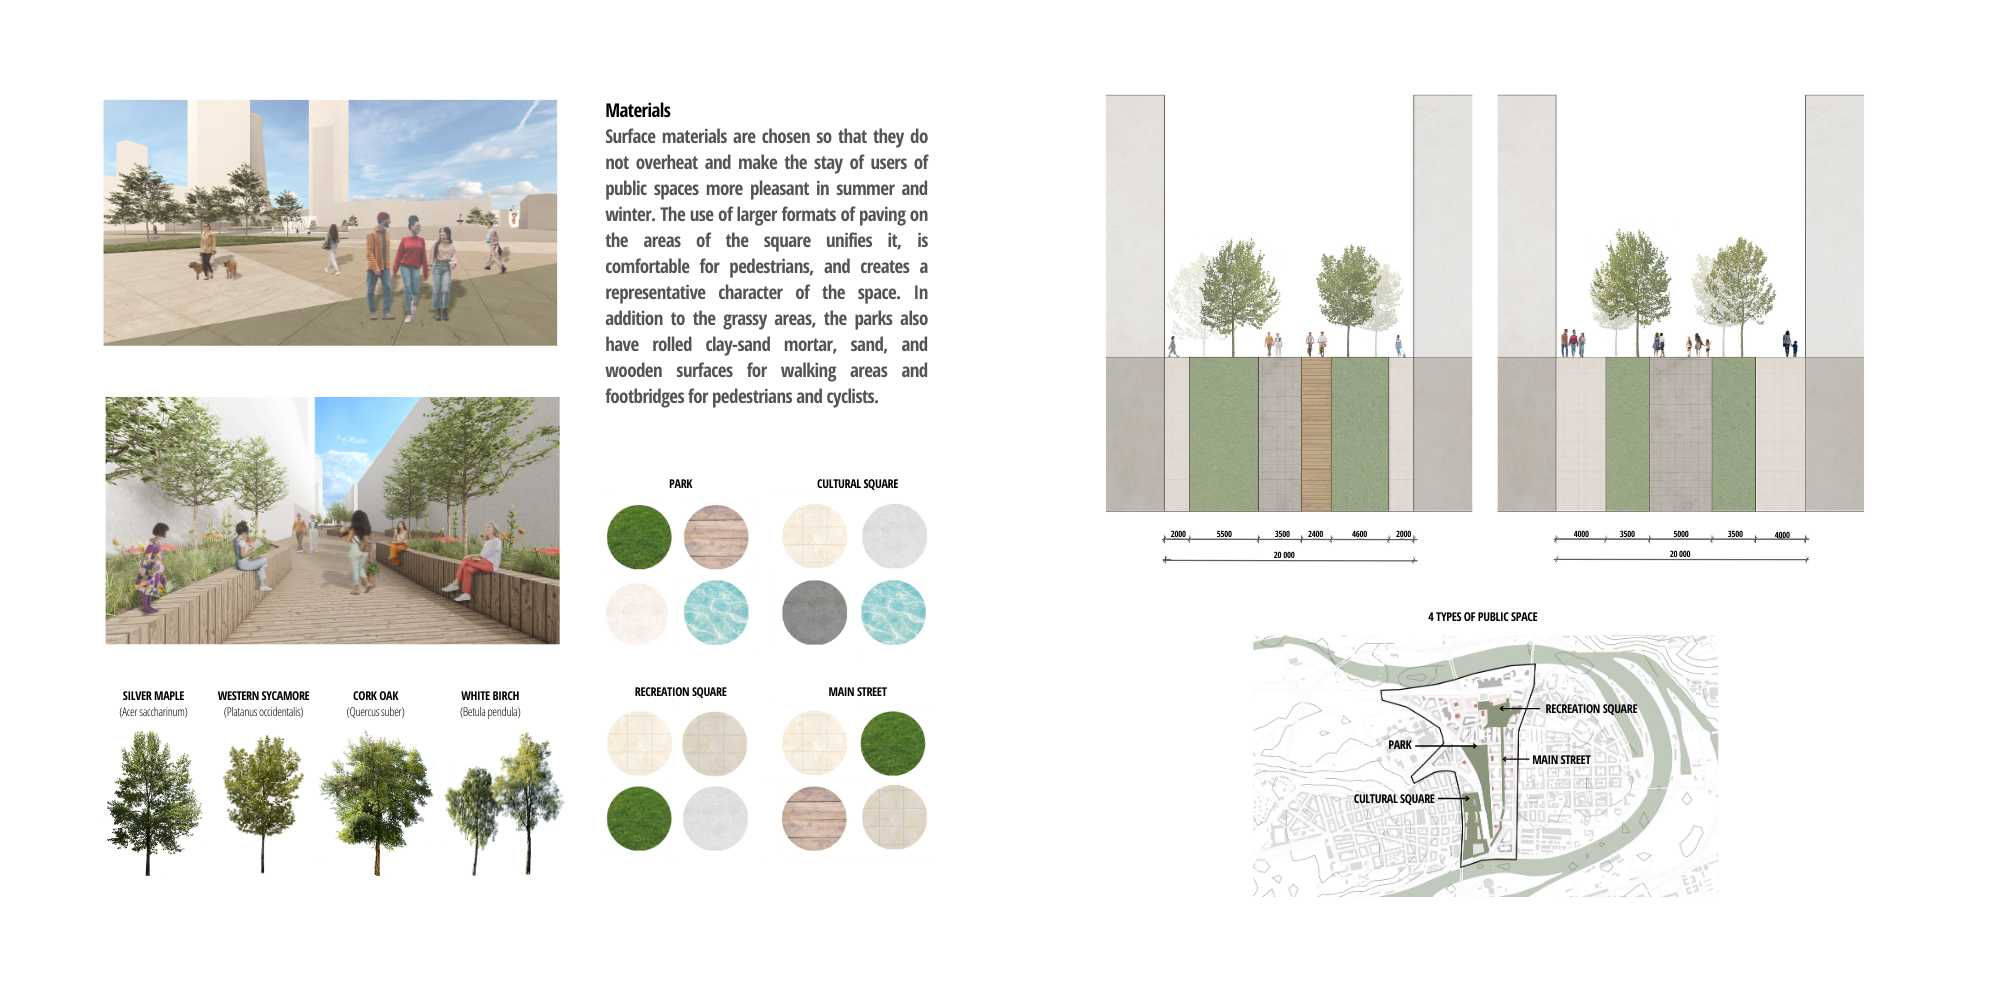 Materials
Surface materials are chosen so that they do
not overheat and make the stay of users of
public spaces more pleasant in summer and
winter. The use of larger formats of paving on
the areas of the square unifies it, is
comfortable for pedestrians, and creates a
representative character of the space. In
addition to the grassy areas, the parks also
have rolled clay-sand mortar, sand, and
wooden surfaces for walking areas and
footbridges for pedestrians and cyclists.
PARK
CULTURAL SQUARE
RECREATION SQUARE
MAIN STREET
SILVER MAPLE
(Acer saccharinum)
WESTERN SYCAMORE
(Platanus occidentalis)
CORK OAK
(Quercus suber)
WHITE BIRCH
(Betula pendula)
2000 5500 3500 2400 4600 2000
20 000
4000 3500 5000 3500 4000
20 000
4 TYPES OF PUBLIC SPACE
RECREATION SQUARE
PARK
MAIN STREET
CULTURAL SQUARE